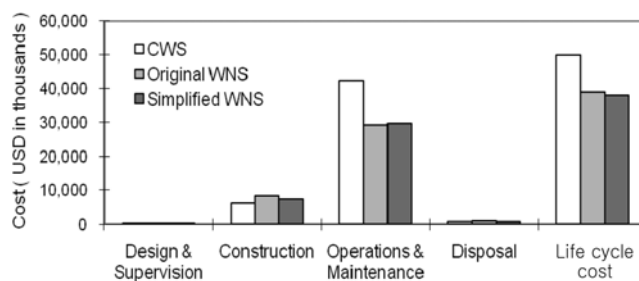 60,000
50,000
40,000
30,000
20,000
10,000
0
Cost ( USD in thousands)
CWS
Original WNS
Simplified WNS
Design & Supervision
Construction
Operations & Maintenance
Disposal
Life cycle cost